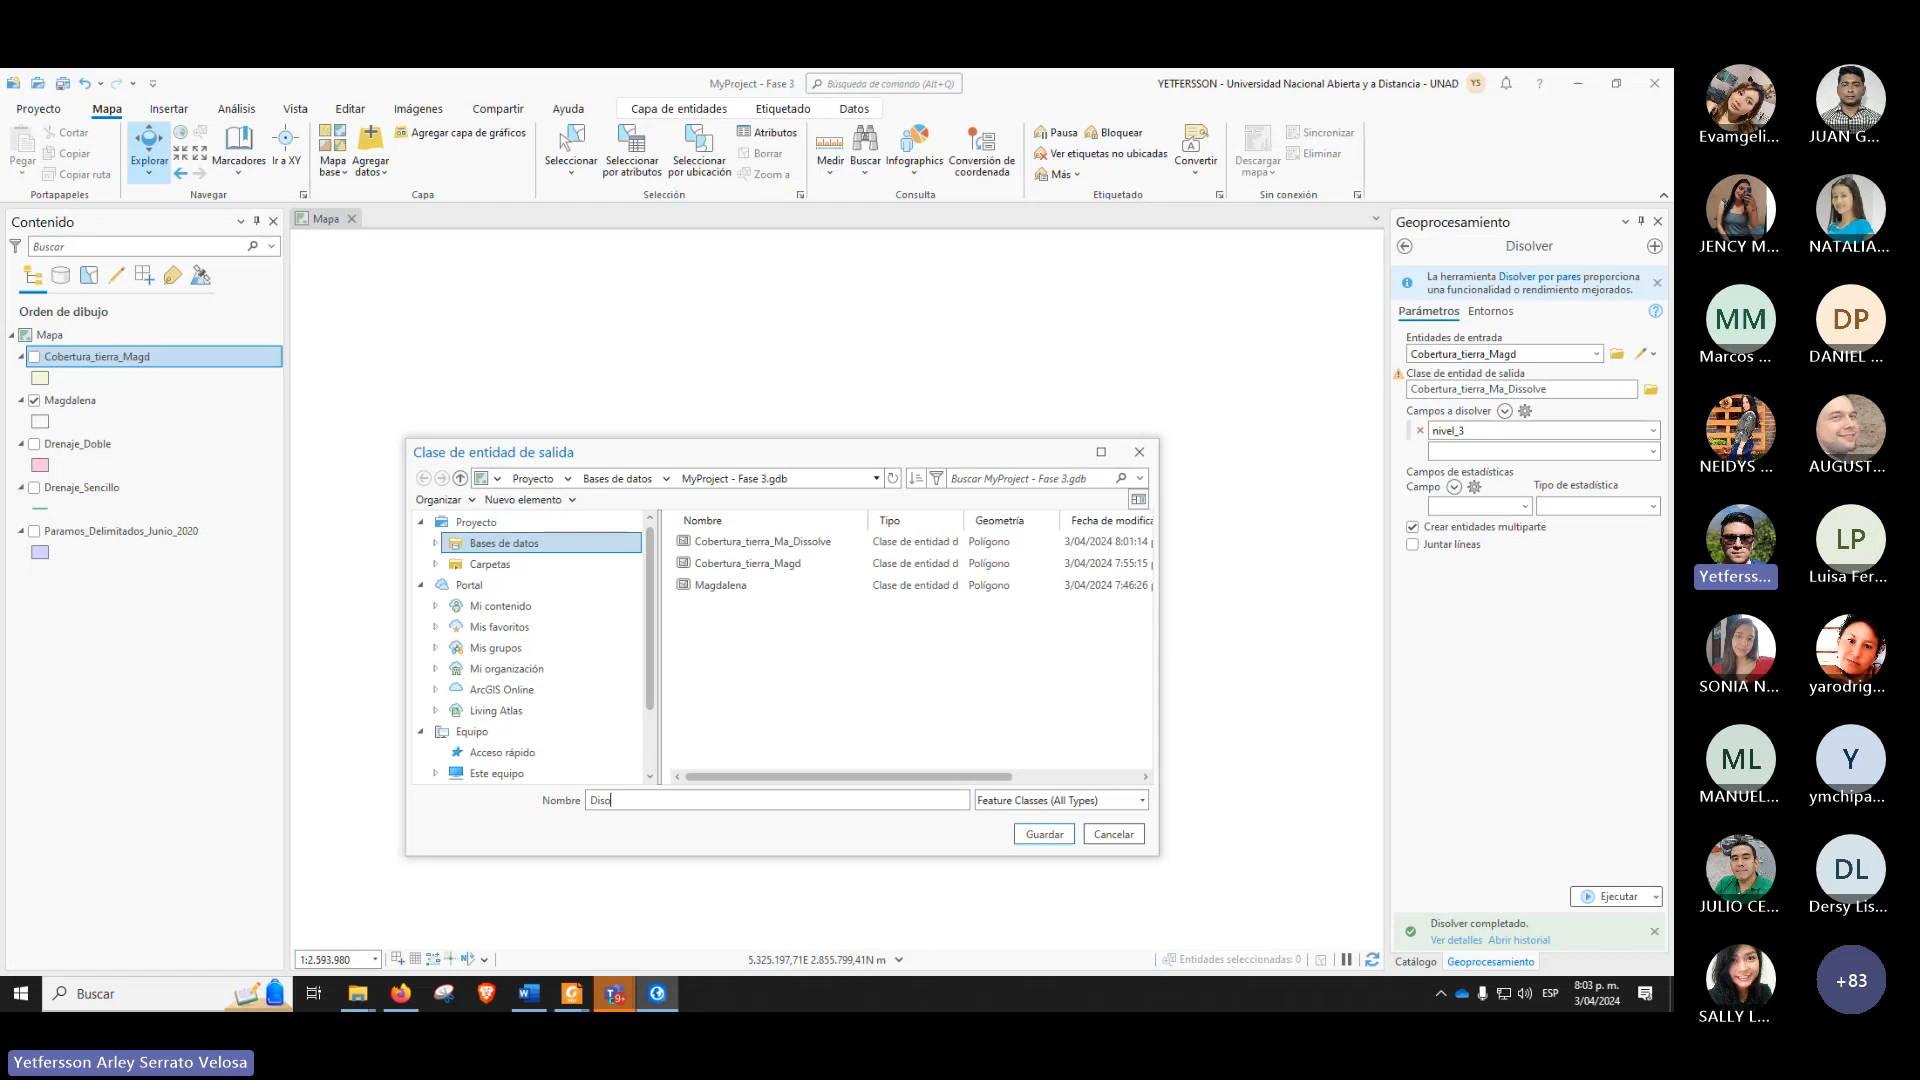 MyProject - Fase 3
Búsqueda de comando (Alt+Q)
YETFERSSON - Universidad Nacional Abierta y a Distancia - UNAD
YS
?
Proyecto
Mapa
Insertar
Análisis
Vista
Editar
Imágenes
Compartir
Ayuda
Capa de entidades
Etiquetado
Datos
Pegar
Cortar
Copiar
Copiar ruta
Portapapeles
Explorar
Marcadores
Ir a XY
Navegar
Mapa base
Agregar datos
Agregar capa de gráficos
Capa
Seleccionar
Seleccionar por atributos
Seleccionar por ubicación
Atributos
Borrar
Zoom a
Selección
Medir
Buscar
Infographics
Conversión de coordenada
Consulta
Pausa
Bloquear
Ver etiquetas no ubicadas
Más
Convertir
Etiquetado
Descargar mapa
Sincronizar
Eliminar
Sin conexión
Contenido
Buscar
Orden de dibujo
Mapa
Cobertura_tierra_Magd
Magdalena
Drenaje_Doble
Drenaje_Sencillo
Paramos_Delimitados_Junio_2020
Mapa
Clase de entidad de salida
Proyecto
Bases de datos
MyProject - Fase 3.gdb
Buscar MyProject - Fase 3.gdb
Organizar
Nuevo elemento
Proyecto
Bases de datos
Carpetas
Portal
Mi contenido
Mis favoritos
Mis grupos
Mi organización
ArcGIS Online
Living Atlas
Equipo
Acceso rápido
Este equipo
Nombre Tipo Geometría Fecha de modifica
Cobertura_tierra_Ma_Dissolve Clase de entidad d Polígono 3/04/2024 8:01:14 p
Cobertura_tierra_Magd Clase de entidad d Polígono 3/04/2024 7:55:15 p
Magdalena Clase de entidad d Polígono 3/04/2024 7:46:26 p
Nombre
Diso
Feature Classes (All Types)
Guardar
Cancelar
1:2.593.980
5.325.197,71E 2.855.799,41N m
Entidades seleccionadas: 0
Geoprocesamiento
Disolver
La herramienta Disolver por pares proporciona
una funcionalidad o rendimiento mejorados.
Parámetros
Entornos
Entidades de entrada
Cobertura_tierra_Magd
Clase de entidad de salida
Cobertura_tierra_Ma_Dissolve
Campos a disolver
nivel_3
Campos de estadísticas
Campo
Tipo de estadística
Crear entidades multiparte
Juntar líneas
Ejecutar
Disolver completado.
Ver detalles Abrir historial
Catálogo
Geoprocesamiento
Buscar
9+
ESP
8:03 p. m.
3/04/2024
Evamgeli...
JUAN G...
JENCY M...
NATALIA...
MM
Marcos ...
DP
DANIEL ...
NEIDYS ...
AUGUST...
Yetferss...
LP
Luisa Fer...
SONIA N...
yarodrig...
ML
MANUEL...
Y
ymchipa...
JULIO CE...
DL
Dersy Lis...
SALLY L...
+83
Yetfersson Arley Serrato Velosa